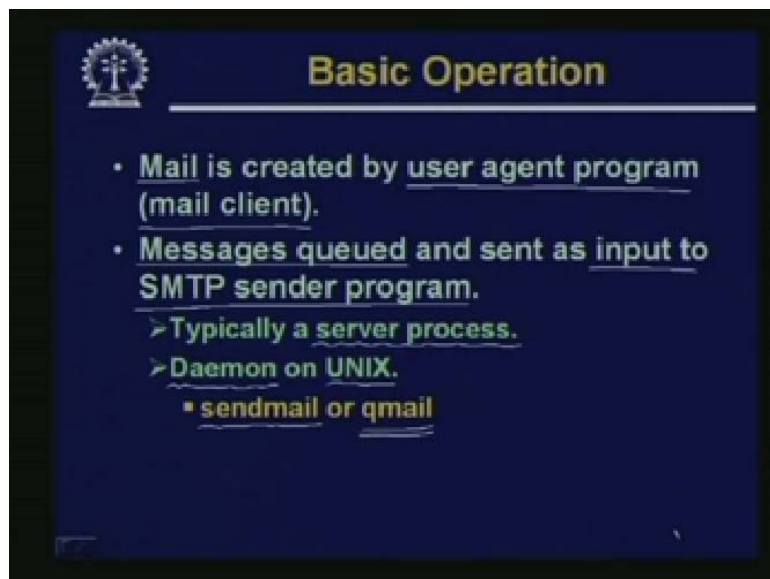 Basic Operation
• Mail is created by user agent program
(mail client).
• Messages queued and sent as input to
SMTP sender program.
➢Typically a server process.
➢Daemon on UNIX.
▪ sendmail or qmail